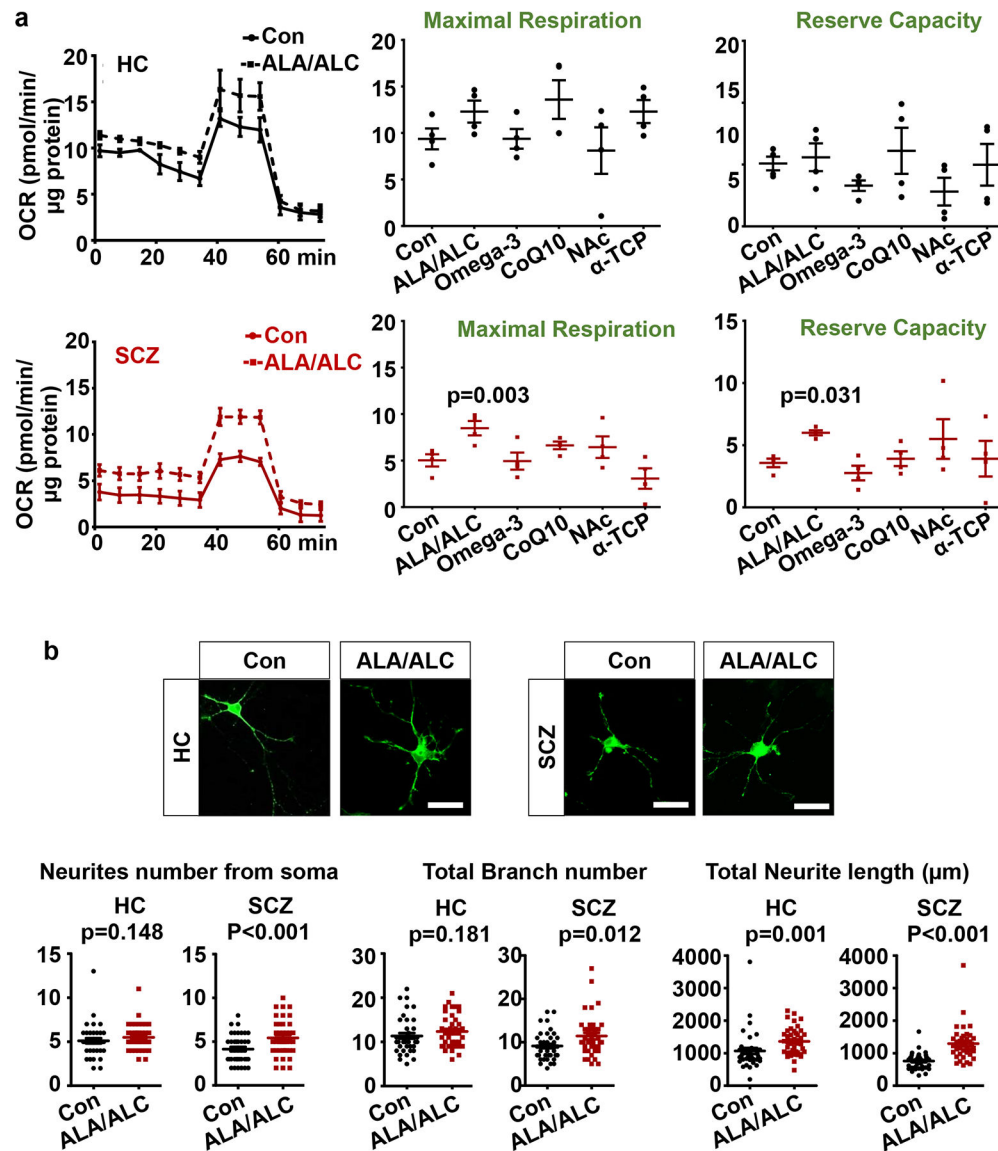 a
HC
Con
ALA/ALC
OCR (pmol/min/
µg protein)
20
15
10
5
0
0 20 40 60 min
Maximal Respiration
20
15
10
5
0
Con
ALA/ALC
Omega-3
CoQ10
NAc
α-TCP
Reserve Capacity
15
10
5
0
Con
ALA/ALC
Omega-3
CoQ10
NAc
α-TCP
SCZ
Con
ALA/ALC
OCR (pmol/min/
µg protein)
20
15
10
5
0
0 20 40 60 min
Maximal Respiration
p=0.003
20
15
10
5
0
Con
ALA/ALC
Omega-3
CoQ10
NAc
α-TCP
Reserve Capacity
p=0.031
15
10
5
0
Con
ALA/ALC
Omega-3
CoQ10
NAc
α-TCP
b
Con
ALA/ALC
HC
Con
ALA/ALC
SCZ
Neurites number from soma
HC
p=0.148
15
10
5
0
Con
ALA/ALC
SCZ
P<0.001
15
10
5
0
Con
ALA/ALC
Total Branch number
HC
p=0.181
30
20
10
0
Con
ALA/ALC
SCZ
p=0.012
30
20
10
0
Con
ALA/ALC
Total Neurite length (µm)
HC
p=0.001
4000
3000
2000
1000
0
Con
ALA/ALC
SCZ
P<0.001
4000
3000
2000
1000
0
Con
ALA/ALC